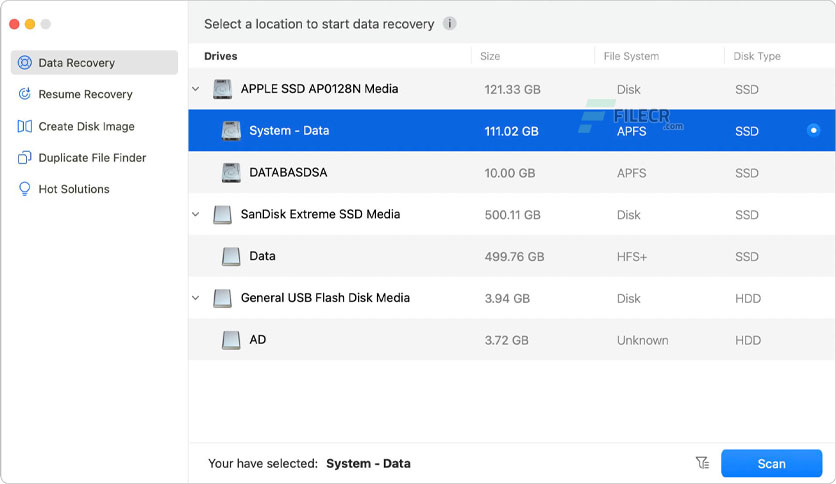 Select a location to start data recovery i
Data Recovery
Resume Recovery
Create Disk Image
Duplicate File Finder
Hot Solutions
Drives Size File System Disk Type
APPLE SSD AP0128N Media 121.33 GB Disk SSD
System - Data 111.02 GB APFS SSD
DATABASDSA 10.00 GB APFS SSD
SanDisk Extreme SSD Media 500.11 GB Disk SSD
Data 499.76 GB HFS+ SSD
General USB Flash Disk Media 3.94 GB Disk HDD
AD 3.72 GB Unknown HDD
FILECR .com
Your have selected: System - Data Scan